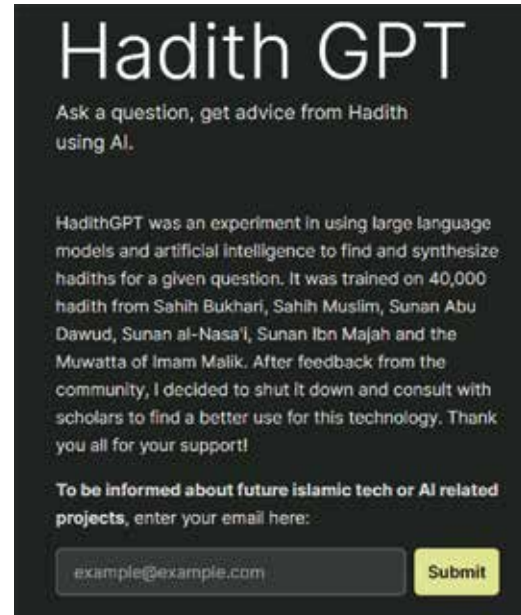 Hadith GPT
Ask a question, get advice from Hadith
using AI.
HadithGPT was an experiment in using large language
models and artificial intelligence to find and synthesize
hadiths for a given question. It was trained on 40,000
hadith from Sahih Bukhari, Sahih Muslim, Sunan Abu
Dawud, Sunan al-Nasa'i, Sunan Ibn Majah and the
Muwatta of Imam Malik. After feedback from the
community, I decided to shut it down and consult with
scholars to find a better use for this technology. Thank
you all for your support!
To be informed about future islamic tech or AI related
projects, enter your email here:
example@example.com
Submit